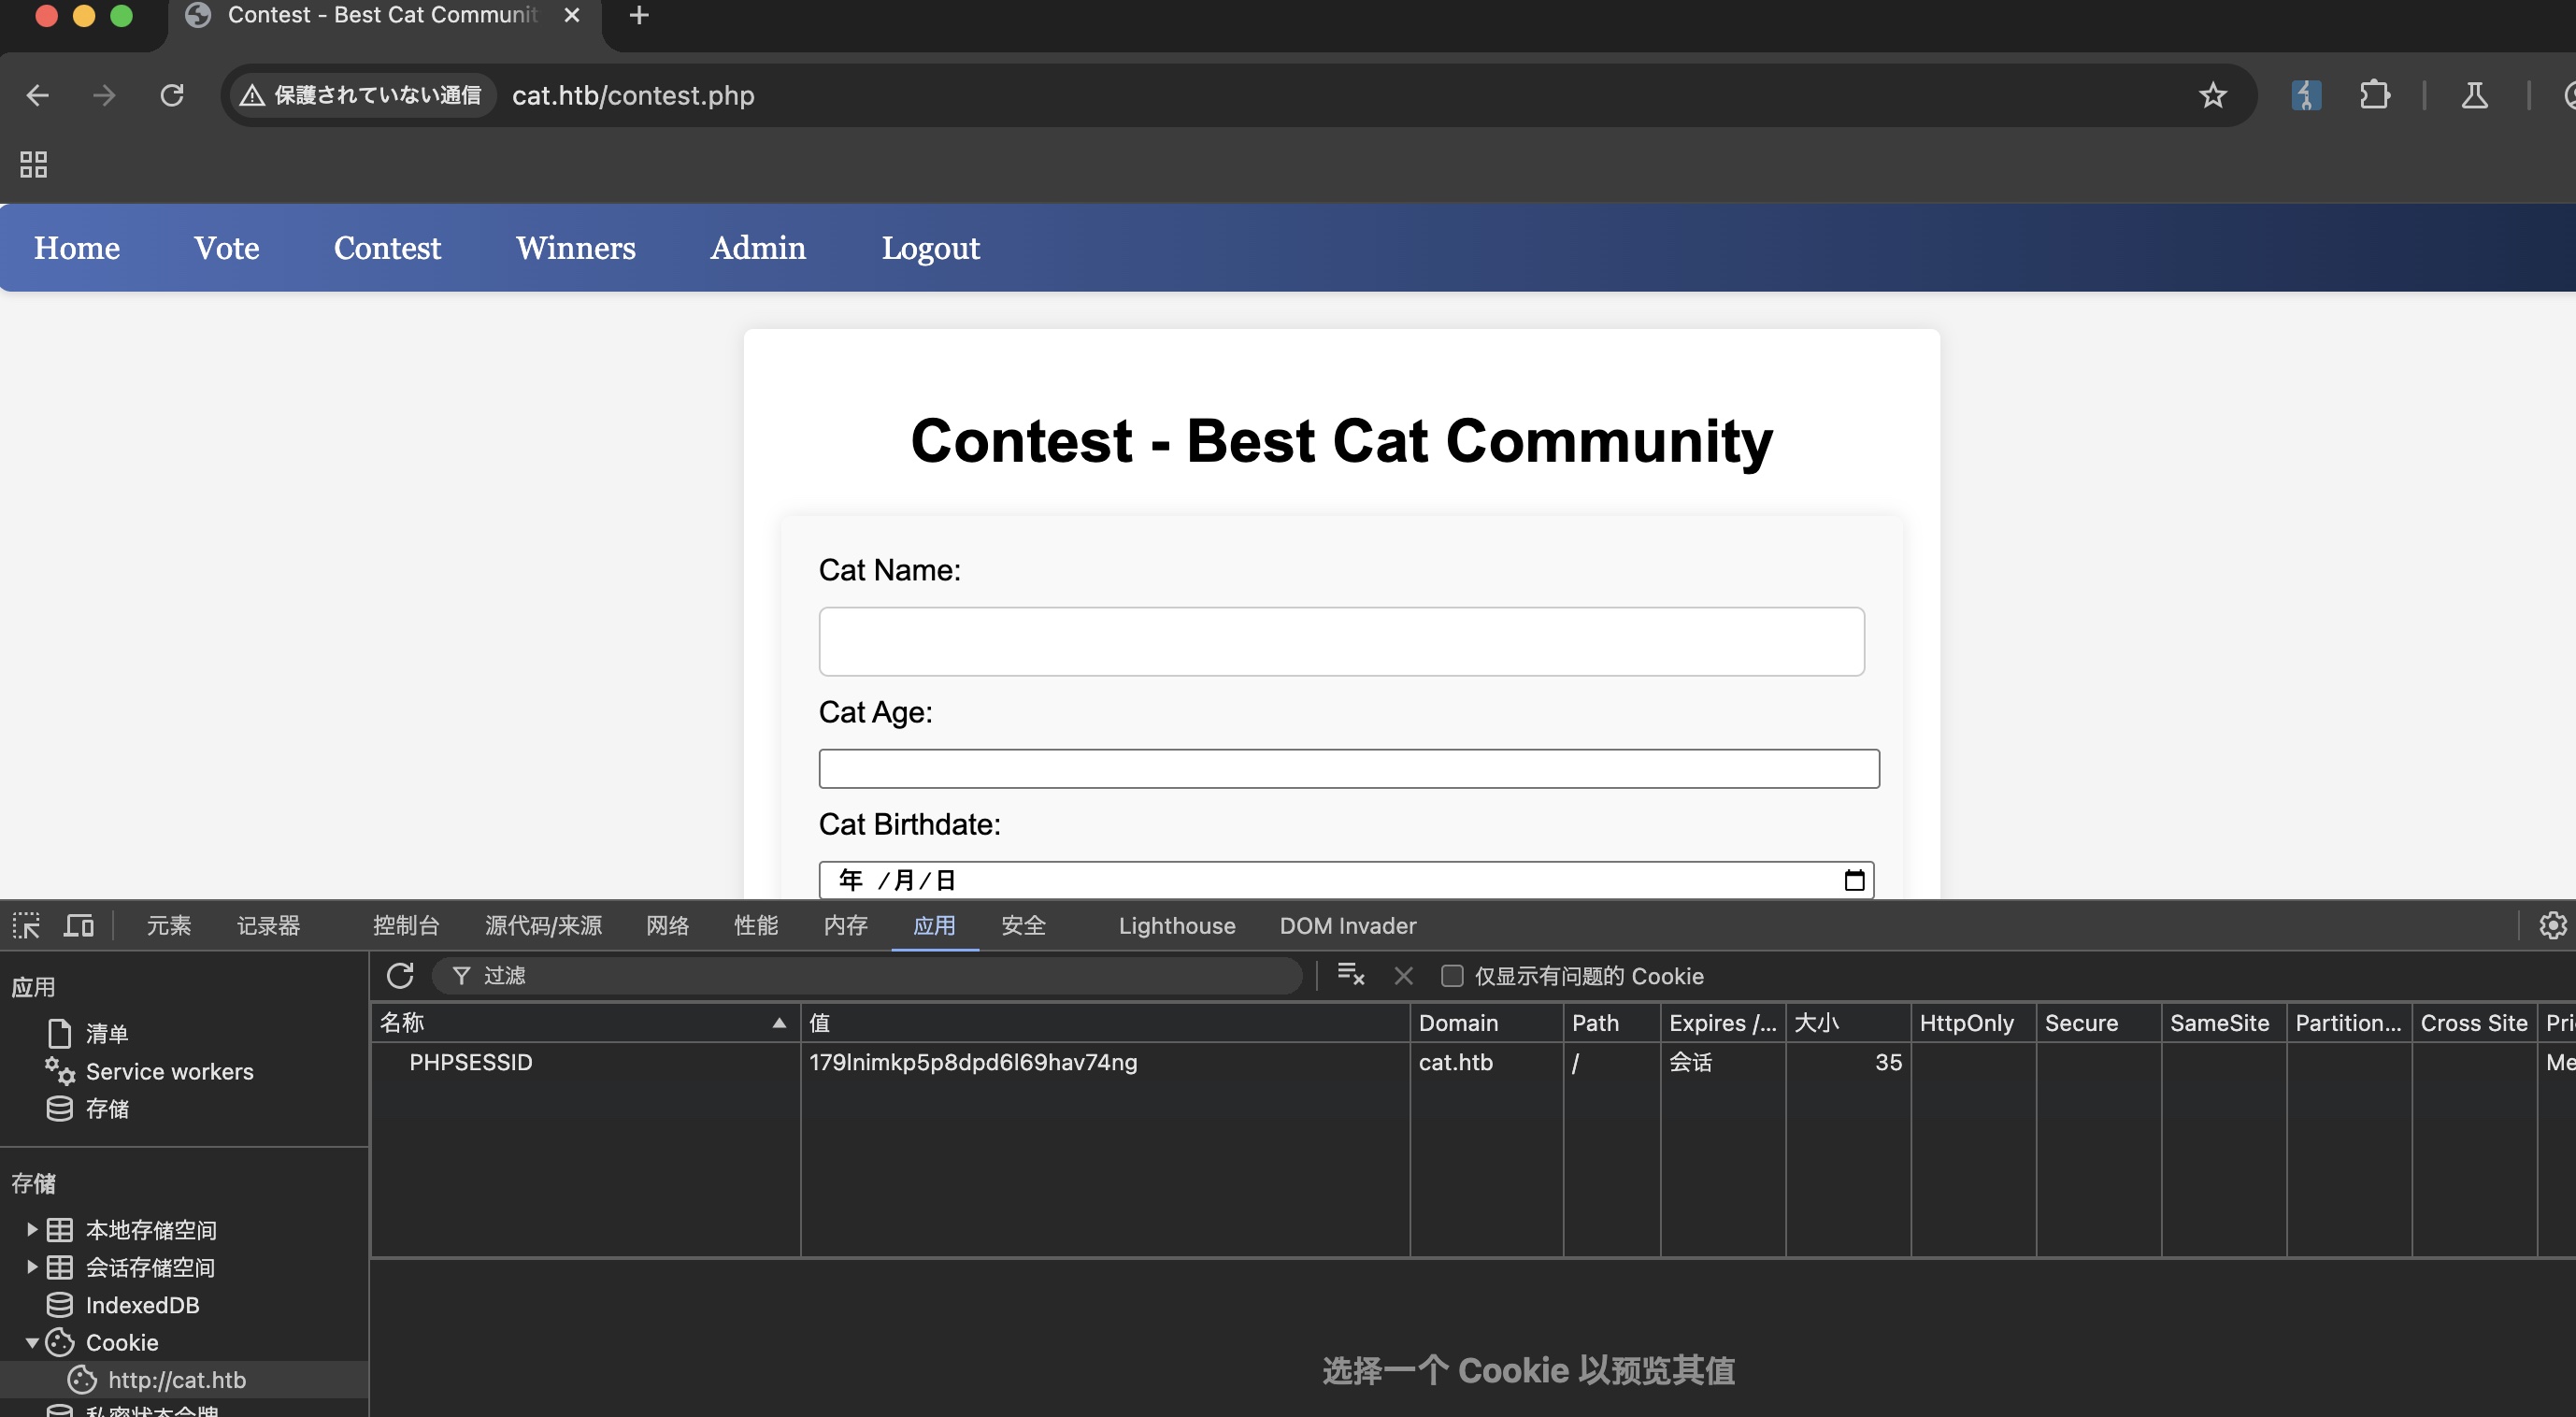 Contest - Best Cat Communit
保護されていない通信 cat.htb/contest.php
Home Vote Contest Winners Admin Logout
Contest - Best Cat Community
Cat Name:
Cat Age:
Cat Birthdate:
年 /月/日
元素 记录器 控制台 源代码/来源 网络 性能 内存 应用 安全 Lighthouse DOM Invader
应用
过滤 仅显示有问题的 Cookie
名称 值 Domain Path Expires /... 大小 HttpOnly Secure SameSite Partition... Cross Site Pri
PHPSESSID 179lnimkp5p8dpd6l69hav74ng cat.htb / 会话 35 Me
清单
Service workers
存储
存储
本地存储空间
会话存储空间
IndexedDB
Cookie
http://cat.htb
私密状态令牌
选择一个 Cookie 以预览其值